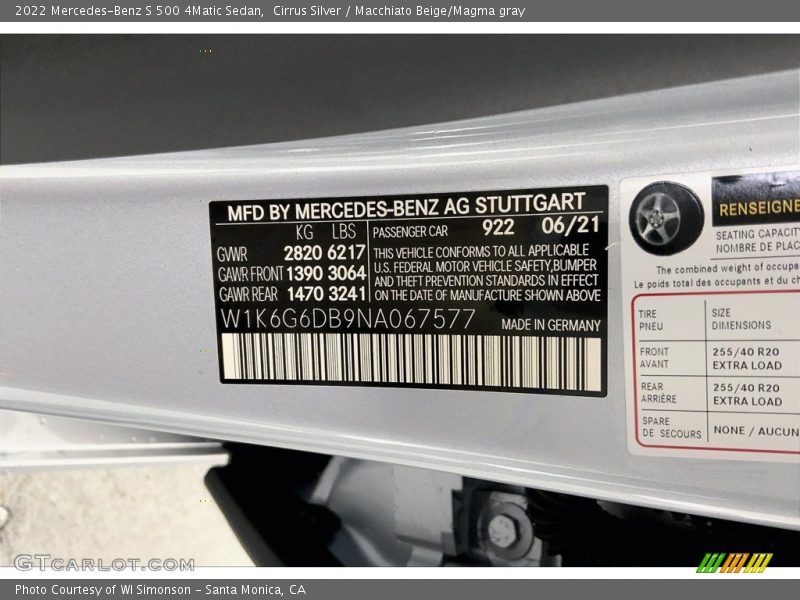 2022 Mercedes-Benz S 500 4Matic Sedan,  Cirrus Silver / Macchiato Beige/Magma gray
MFD BY MERCEDES-BENZ AG STUTTGART
KG LBS
GVWR 2820 6217
GAWR FRONT 1390 3064
GAWR REAR 1470 3241
PASSENGER CAR 922 06/21
THIS VEHICLE CONFORMS TO ALL APPLICABLE
U.S. FEDERAL MOTOR VEHICLE SAFETY,BUMPER
AND THEFT PREVENTION STANDARDS IN EFFECT
ON THE DATE OF MANUFACTURE SHOWN ABOVE
W1K6G6DB9NA067577
MADE IN GERMANY
RENSEIGNE
SEATING CAPACITY
NOMBRE DE PLAC
The combined weight of occupa
Le poids total des occupants et du ch
TIRE SIZE
PNEU DIMENSIONS
FRONT 255/40 R20
AVANT EXTRA LOAD
REAR 255/40 R20
ARRIÈRE EXTRA LOAD
SPARE
DE SECOURS NONE / AUCUN
GTcarlot.com
Photo Courtesy of WI Simonson - Santa Monica, CA